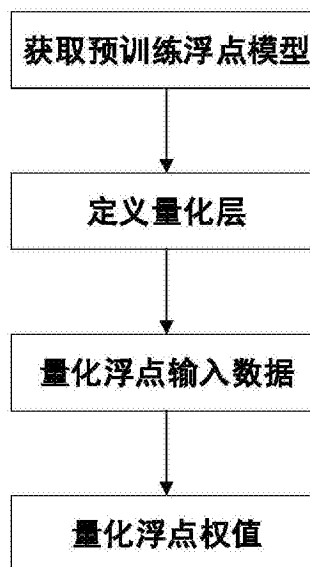 获取预训练浮点模型
定义量化层
量化浮点输入数据
量化浮点权值